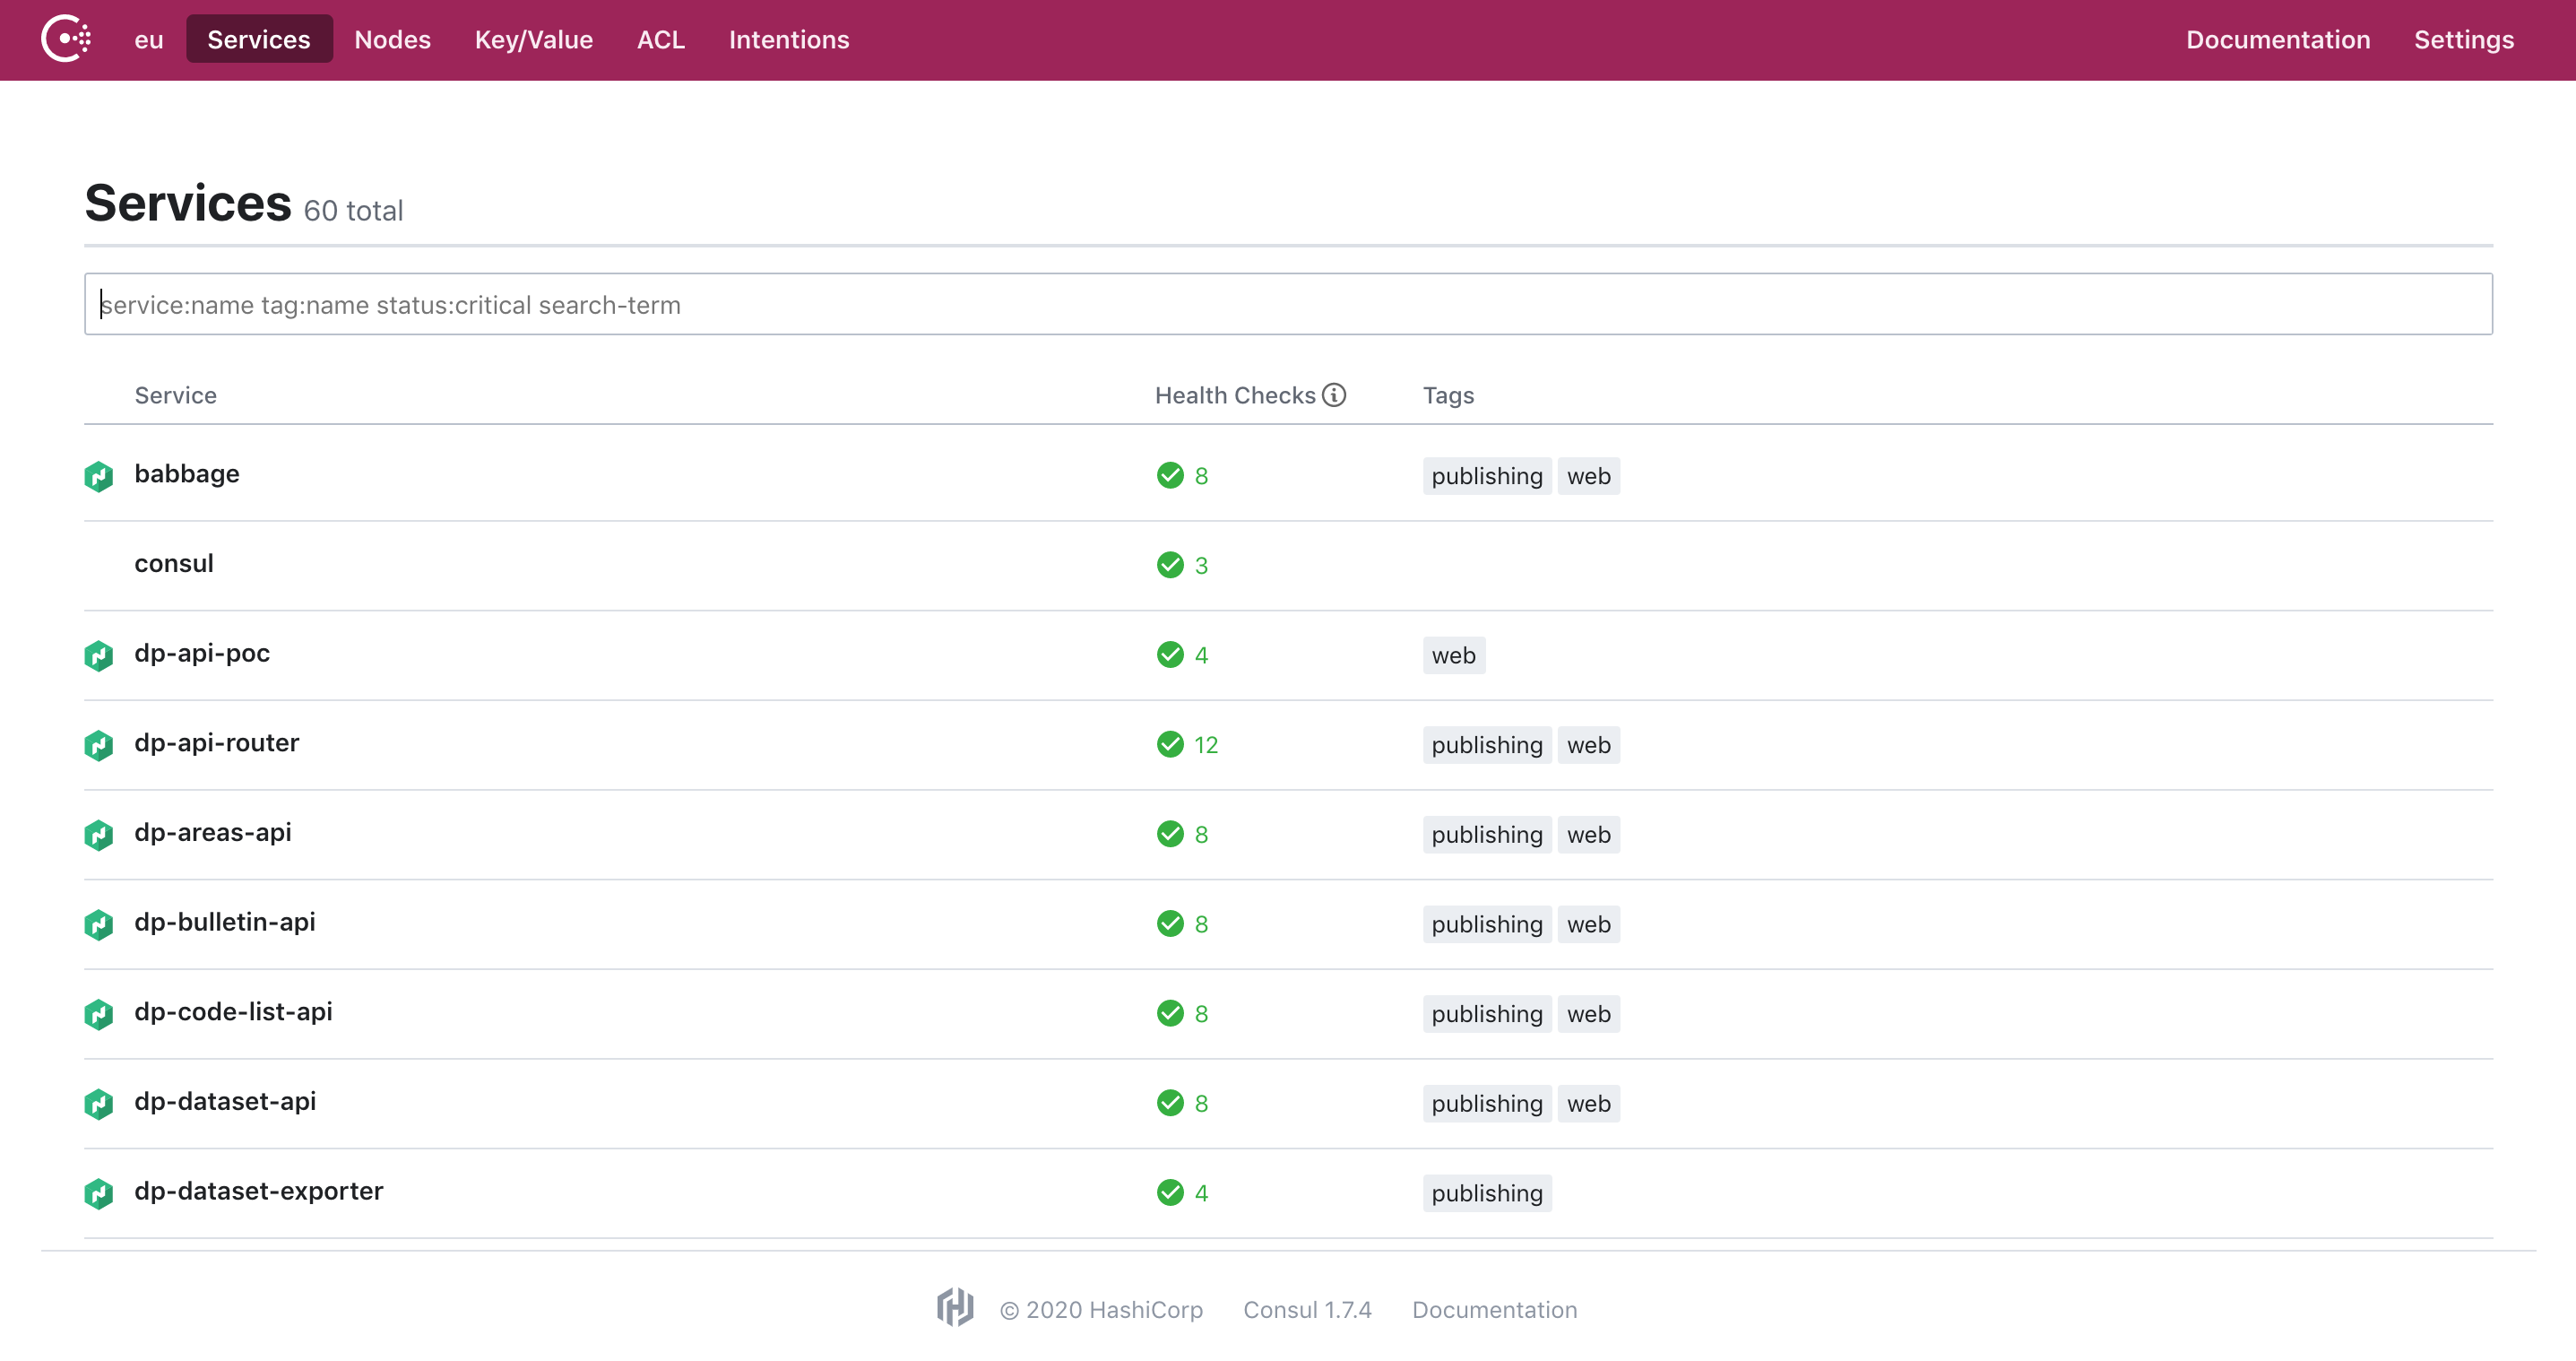 eu Services Nodes Key/Value ACL Intentions Documentation Settings
Services 60 total
service:name tag:name status:critical search-term
Service Health Checks Tags
babbage 8 publishing web
consul 3
dp-api-poc 4 web
dp-api-router 12 publishing web
dp-areas-api 8 publishing web
dp-bulletin-api 8 publishing web
dp-code-list-api 8 publishing web
dp-dataset-api 8 publishing web
dp-dataset-exporter 4 publishing
© 2020 HashiCorp Consul 1.7.4 Documentation